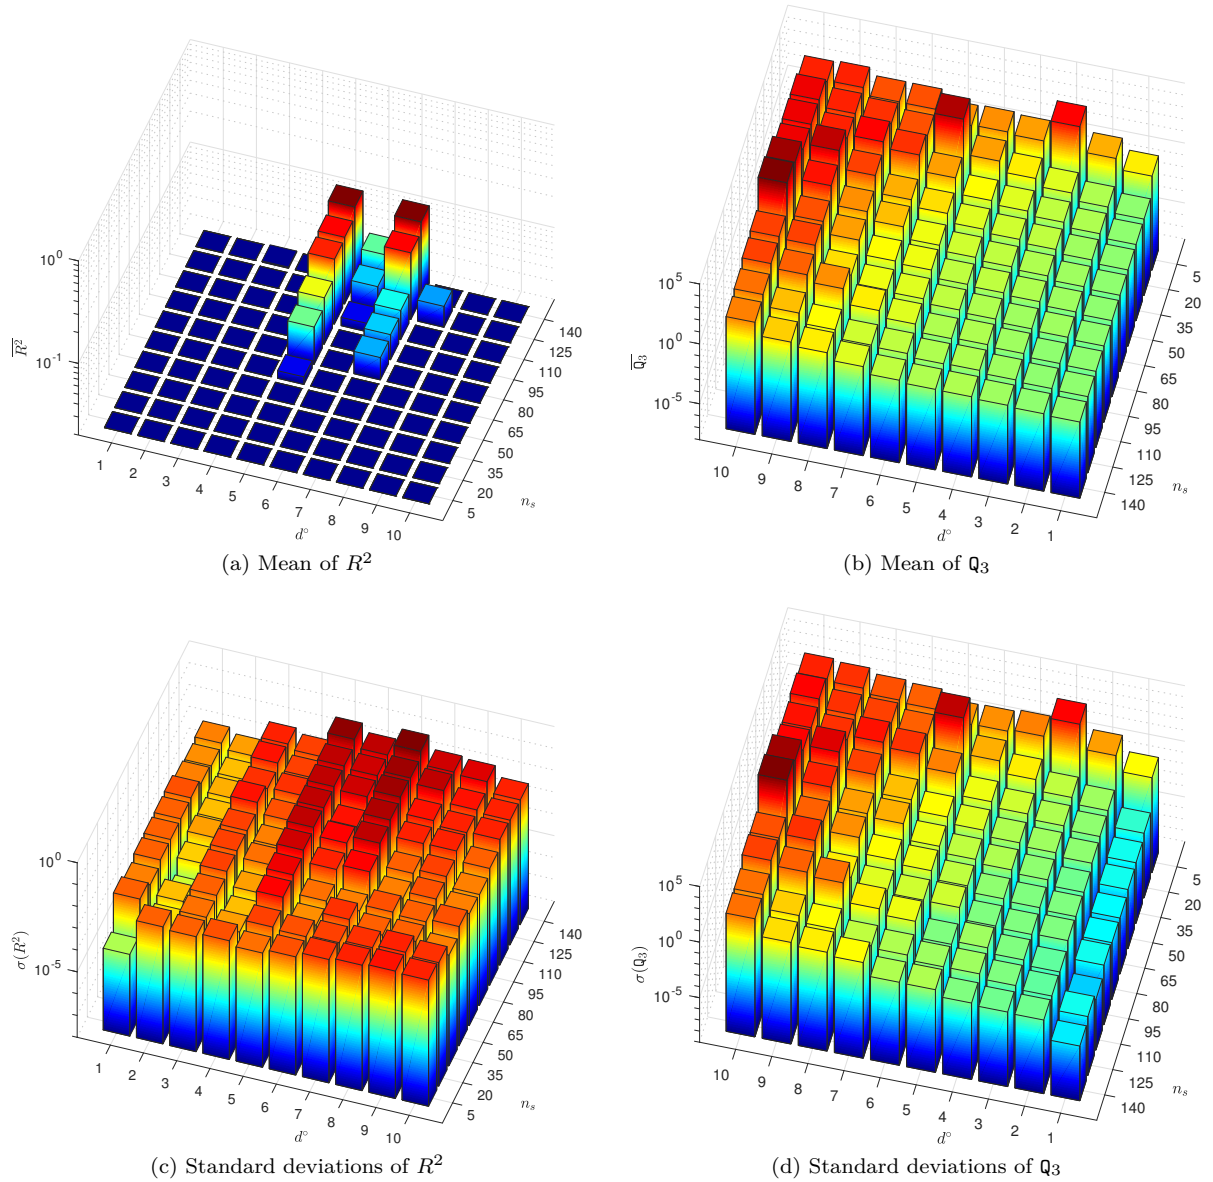 10^0
10^{-1}
\overline{R^2}
1 2 3 4 5 6 7 8 9 10
d°
5 20 35 50 65 80 95 110 125 140
n_s
(a) Mean of R^2
10^5
10^0
10^{-5}
\overline{Q_3}
10 9 8 7 6 5 4 3 2 1
d°
5 20 35 50 65 80 95 110 125 140
n_s
(b) Mean of Q_3
10^0
10^{-5}
σ(R^2)
1 2 3 4 5 6 7 8 9 10
d°
5 20 35 50 65 80 95 110 125 140
n_s
(c) Standard deviations of R^2
10^5
10^0
10^{-5}
σ(Q_3)
10 9 8 7 6 5 4 3 2 1
d°
5 20 35 50 65 80 95 110 125 140
n_s
(d) Standard deviations of Q_3